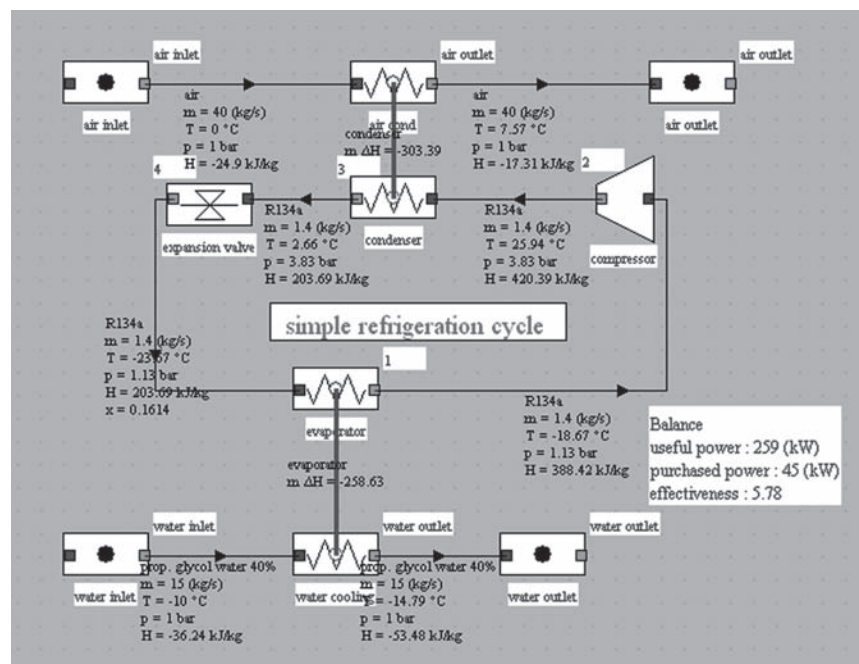 air inlet
air outlet
air outlet
air inlet
air cond
air outlet
air
m = 40 (kg/s)
T = 0 °C
p = 1 bar
H = -24.9 kJ/kg
condenser
m ΔH = -303.39
air
m = 40 (kg/s)
T = 7.57 °C
p = 1 bar
H = -17.31 kJ/kg
4
3
2
expansion valve
condenser
compressor
R134a
m = 1.4 (kg/s)
T = 2.66 °C
p = 3.83 bar
H = 203.69 kJ/kg
R134a
m = 1.4 (kg/s)
T = 25.94 °C
p = 3.83 bar
H = 420.39 kJ/kg
simple refrigeration cycle
R134a
m = 1.4 (kg/s)
T = -23.67 °C
p = 1.13 bar
H = 203.69 kJ/kg
x = 0.1614
1
evaporator
evaporator
m ΔH = -258.63
R134a
m = 1.4 (kg/s)
T = -18.67 °C
p = 1.13 bar
H = 388.42 kJ/kg
Balance
useful power : 259 (kW)
purchased power : 45 (kW)
effectiveness : 5.78
water inlet
water outlet
water outlet
water inlet
water cooling
water outlet
prop. glycol water 40%
m = 15 (kg/s)
T = -10 °C
p = 1 bar
H = -36.24 kJ/kg
prop. glycol water 40%
m = 15 (kg/s)
T = -14.79 °C
p = 1 bar
H = -53.48 kJ/kg